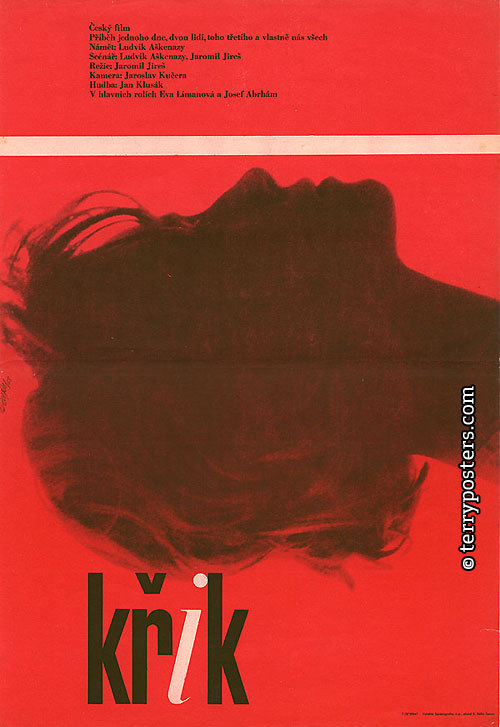 Český film
Příběh jednoho dne, dvou lidí, toho třetího a vlastně nás všech
Námět: Ludvík Aškenazy
Scénář: Ludvík Aškenazy, Jaromil Jireš
Režie: Jaromil Jireš
Kamera: Jaroslav Kučera
Hudba: Jan Klusák
V hlavních rolích Eva Límanová a Josef Abrhám
© terryposters.com
křik